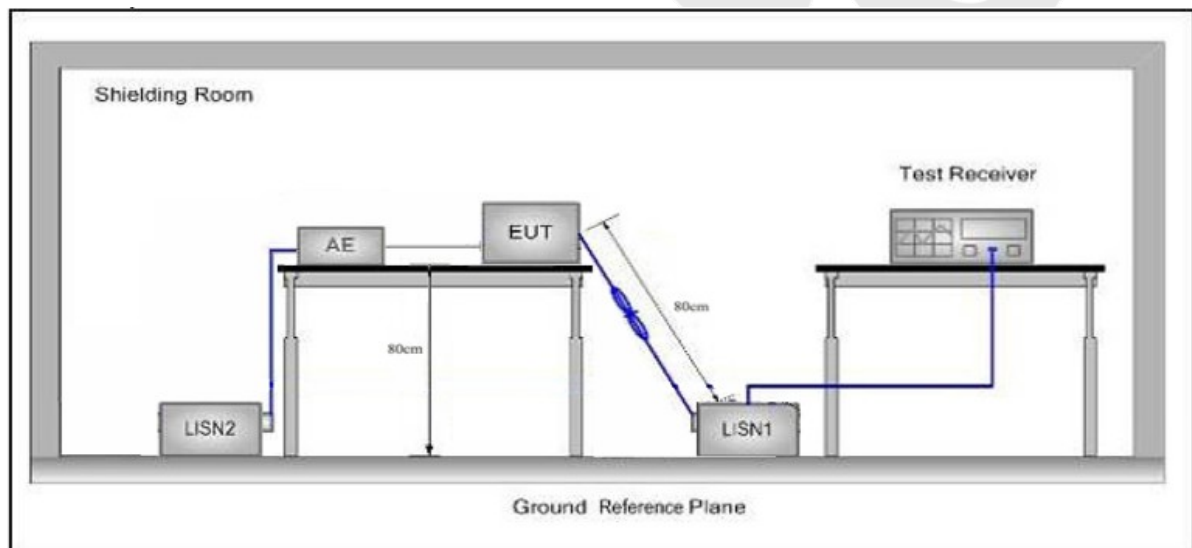 Shielding Room
Test Receiver
AE
EUT
80cm
80cm
LISN2
LISN1
Ground Reference Plane